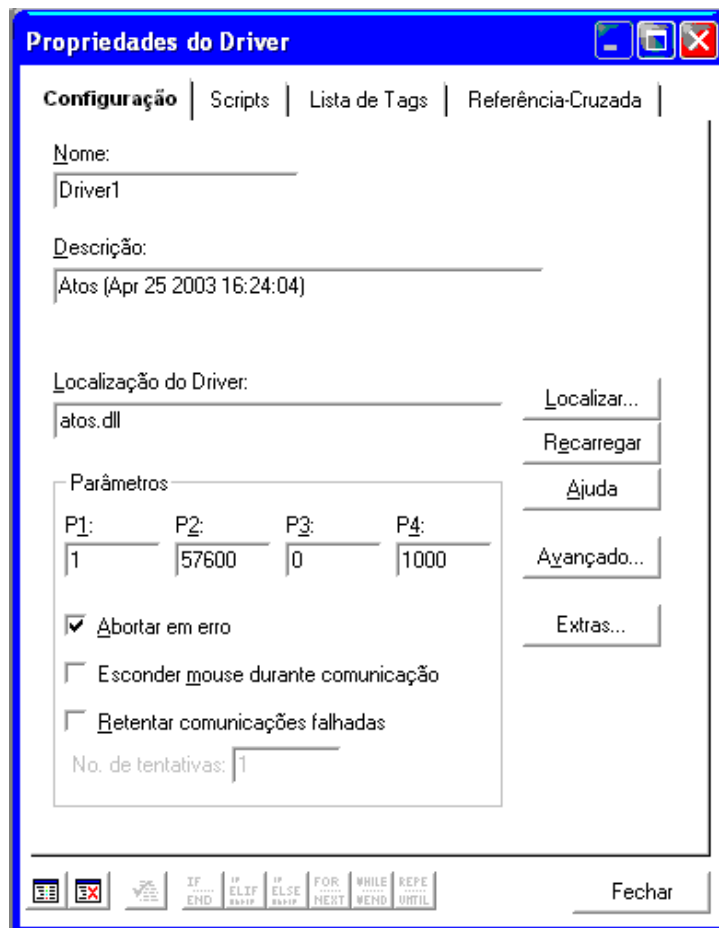 Propriedades do Driver
Configuração Scripts Lista de Tags Referência-Cruzada
Nome:
Driver1
Descrição:
Atos (Apr 25 2003 16:24:04)
Localização do Driver:
atos.dll
Localizar...
Recarregar
Ajuda
Avançado...
Extras...
Parâmetros
P1: P2: P3: P4:
1 57600 0 1000
Abortar em erro
Esconder mouse durante comunicação
Retentar comunicações falhadas
No. de tentativas: 1
IF END IF ELIF ENDIF IF ELSE ENDIF FOR NEXT WHILE WEND REPE UNTIL
Fechar